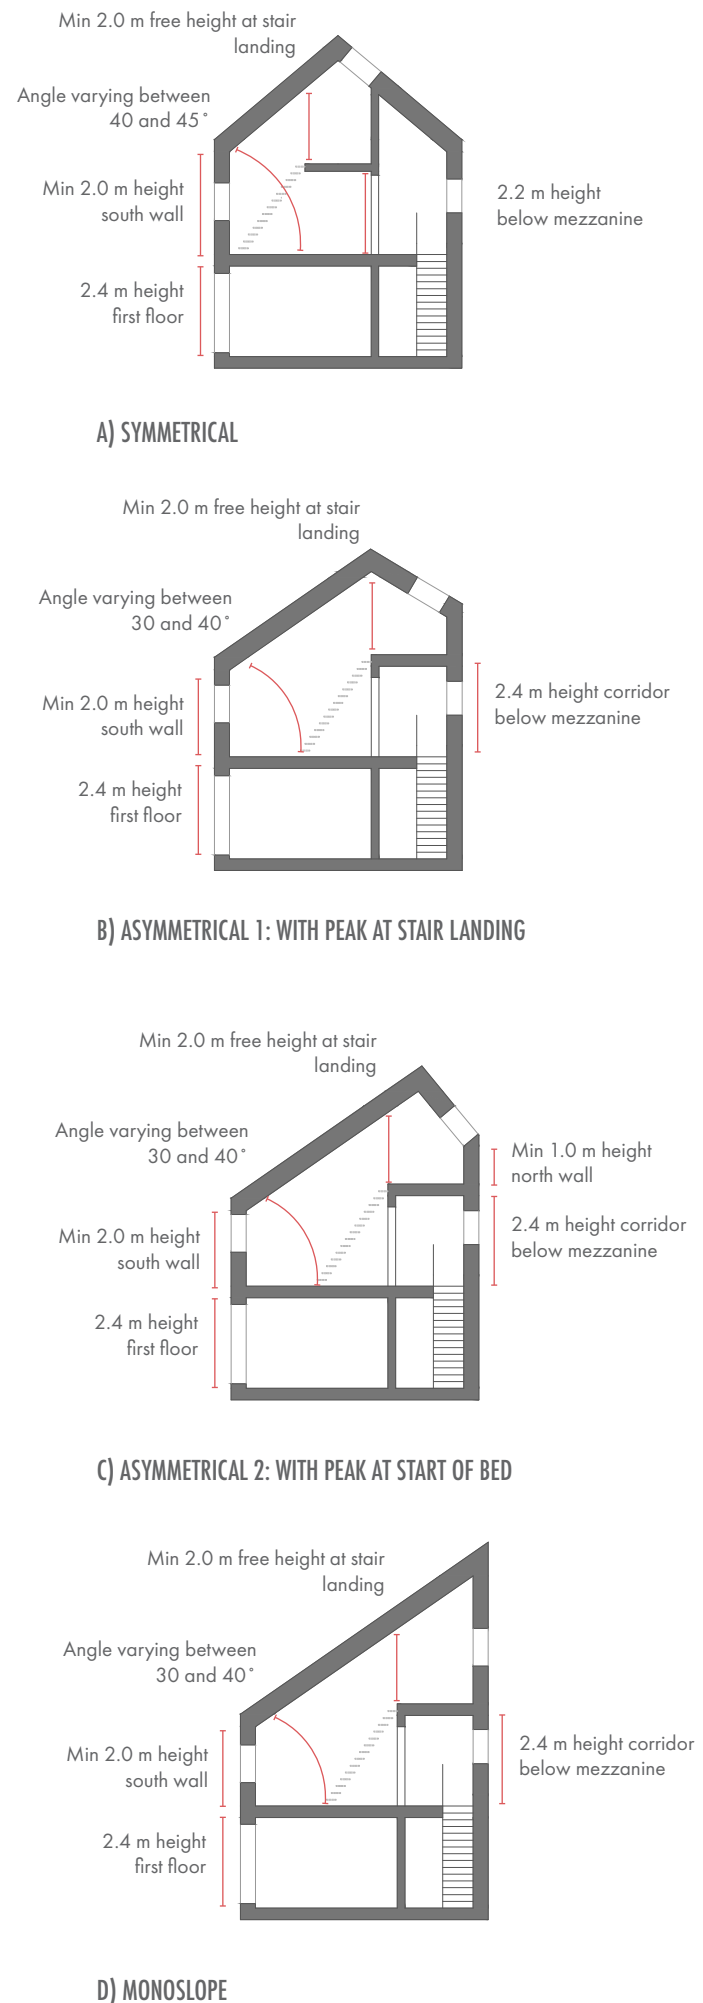 Min 2.0 m free height at stair
landing
Angle varying between
40 and 45˚
Min 2.0 m height
south wall
2.2 m height
below mezzanine
2.4 m height
first floor
A) SYMMETRICAL
Min 2.0 m free height at stair
landing
Angle varying between
30 and 40˚
Min 2.0 m height
south wall
2.4 m height corridor
below mezzanine
2.4 m height
first floor
B) ASYMMETRICAL 1: WITH PEAK AT STAIR LANDING
Min 2.0 m free height at stair
landing
Angle varying between
30 and 40˚
Min 1.0 m height
north wall
Min 2.0 m height
south wall
2.4 m height corridor
below mezzanine
2.4 m height
first floor
C) ASYMMETRICAL 2: WITH PEAK AT START OF BED
Min 2.0 m free height at stair
landing
Angle varying between
30 and 40˚
Min 2.0 m height
south wall
2.4 m height corridor
below mezzanine
2.4 m height
first floor
D) MONOSLOPE